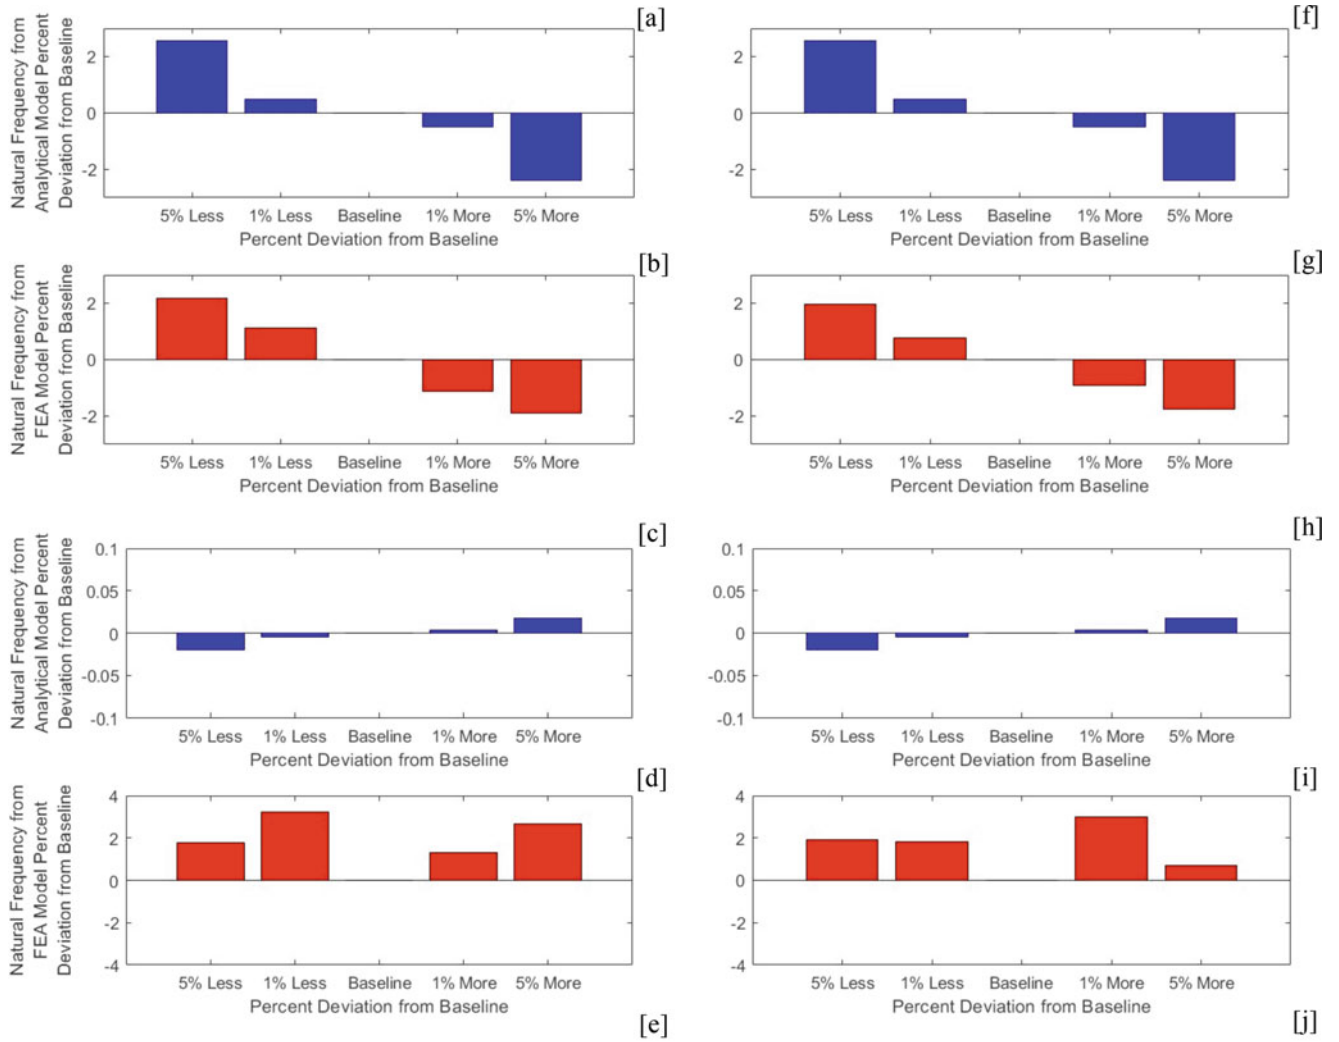 [a]
Natural Frequency from
Analytical Model Percent
Deviation from Baseline
2
0
-2
5% Less 1% Less Baseline 1% More 5% More
Percent Deviation from Baseline
[f]
2
0
-2
5% Less 1% Less Baseline 1% More 5% More
Percent Deviation from Baseline
[b]
Natural Frequency from
FEA Model Percent
Deviation from Baseline
2
0
-2
5% Less 1% Less Baseline 1% More 5% More
Percent Deviation from Baseline
[g]
2
0
-2
5% Less 1% Less Baseline 1% More 5% More
Percent Deviation from Baseline
[c]
Natural Frequency from
Analytical Model Percent
Deviation from Baseline
0.1
0.05
0
-0.05
-0.1
5% Less 1% Less Baseline 1% More 5% More
Percent Deviation from Baseline
[h]
0.1
0.05
0
-0.05
-0.1
5% Less 1% Less Baseline 1% More 5% More
Percent Deviation from Baseline
[d]
Natural Frequency from
FEA Model Percent
Deviation from Baseline
4
2
0
-2
-4
5% Less 1% Less Baseline 1% More 5% More
Percent Deviation from Baseline
[i]
4
2
0
-2
-4
5% Less 1% Less Baseline 1% More 5% More
Percent Deviation from Baseline
[e]
[j]